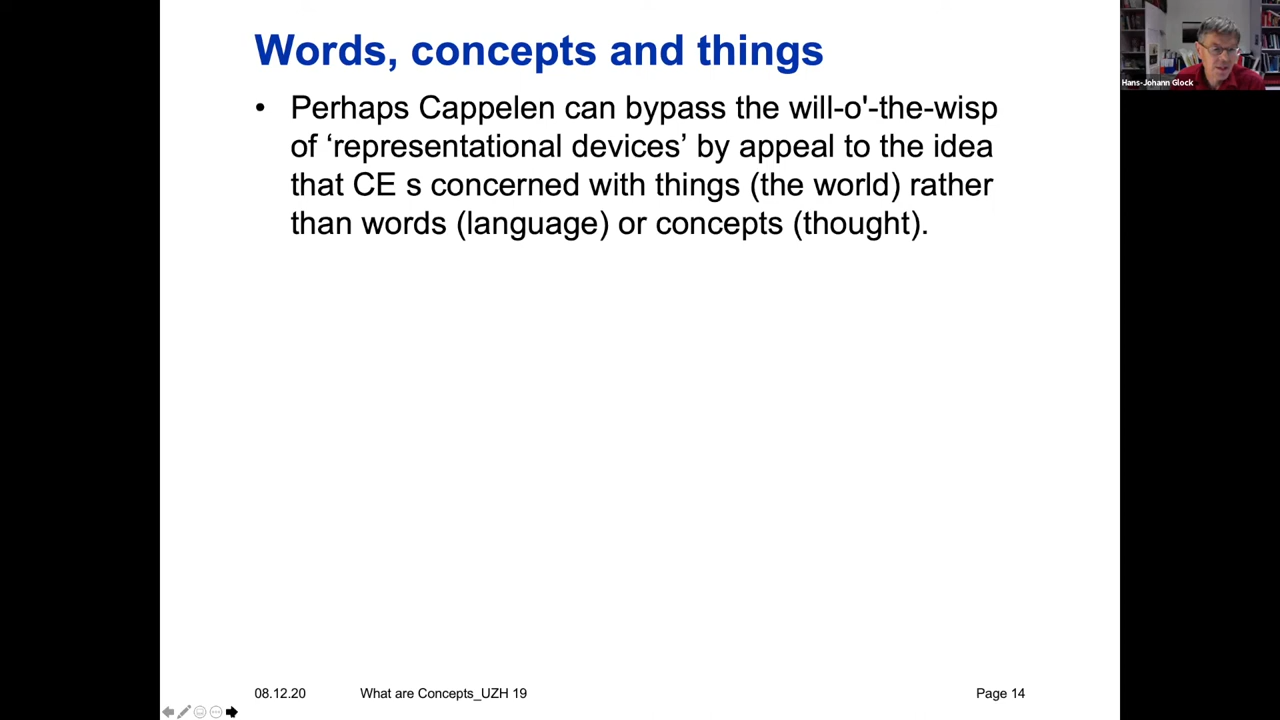 Words, concepts and things
Hans-Johann Glock
• Perhaps Cappelen can bypass the will-o'-the-wisp
of ‘representational devices’ by appeal to the idea
that CE s concerned with things (the world) rather
than words (language) or concepts (thought).
08.12.20 What are Concepts_UZH 19 Page 14